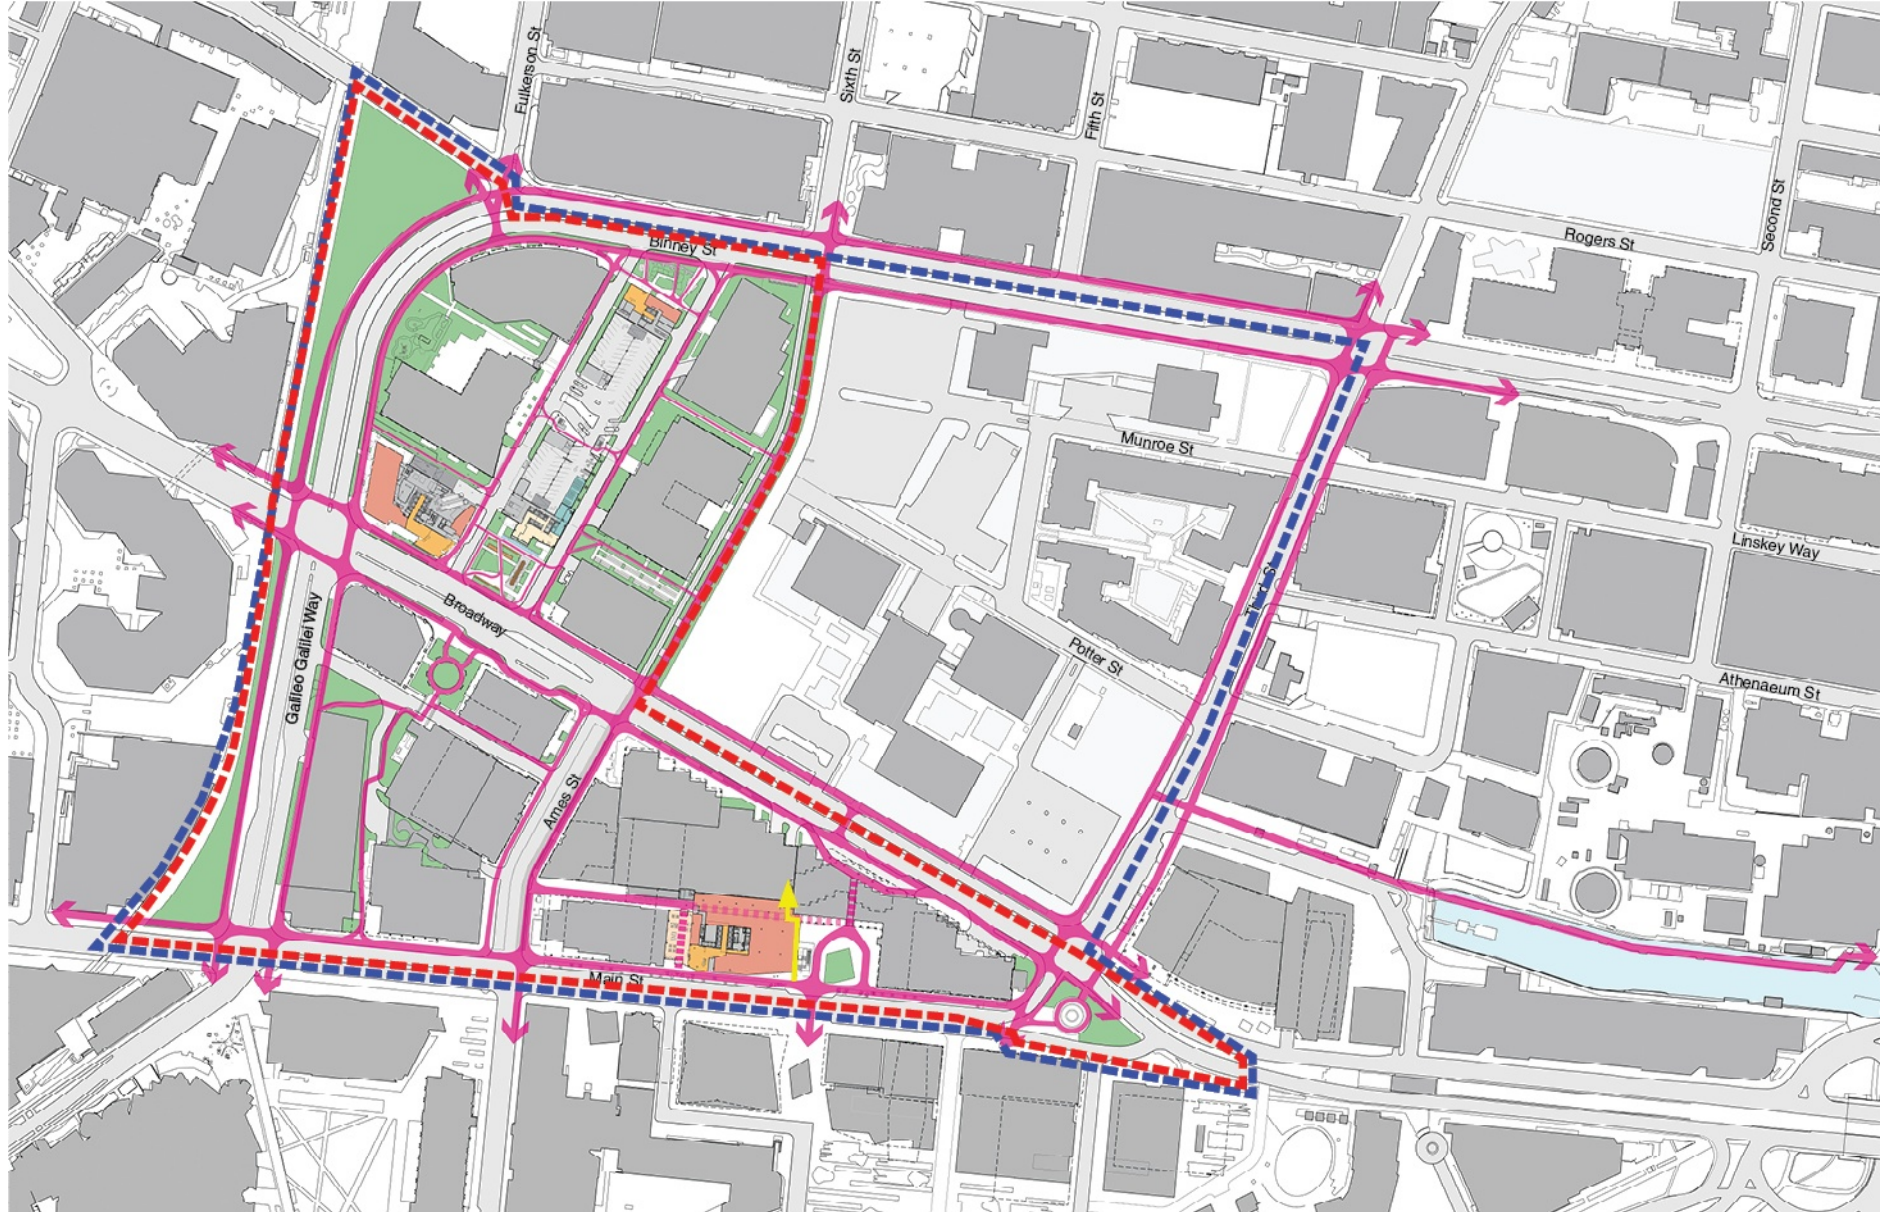 Fulkerson St
Sixth St
Fifth St
Second St
Rogers St
Binney St
Munroe St
Linskey Way
Third St
Broadway
Galileo Galilei Way
Potter St
Athenaeum St
Ames St
Main St